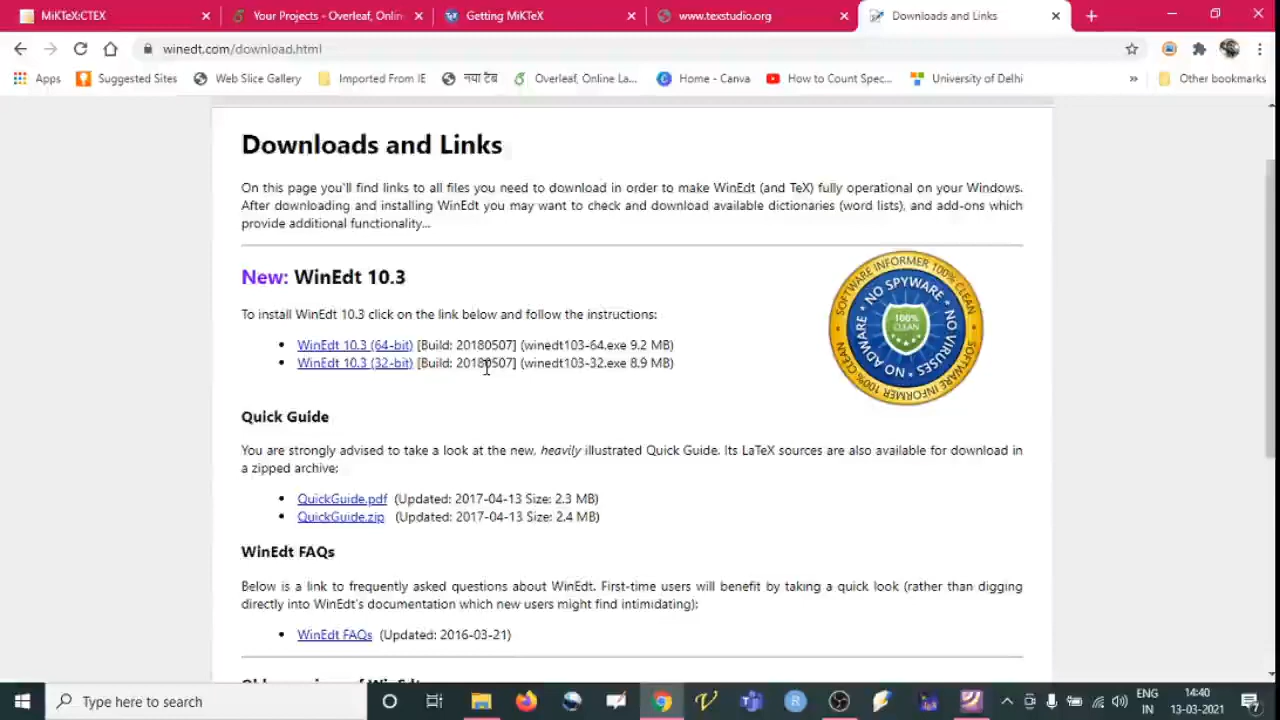 MiKTeX:CTEX
Your Projects - Overleaf, Onlin
Getting MiKTeX
www.texstudio.org
Downloads and Links
winedt.com/download.html
Apps
Suggested Sites
Web Slice Gallery
Imported From IE
नया टैब
Overleaf, Online La...
Home - Canva
How to Count Spec...
University of Delhi
»
Other bookmarks
Downloads and Links
On this page you'll find links to all files you need to download in order to make WinEdt (and TeX) fully operational on your Windows.
After downloading and installing WinEdt you may want to check and download available dictionaries (word lists), and add-ons which
provide additional functionality...
New: WinEdt 10.3
To install WinEdt 10.3 click on the link below and follow the instructions:
• WinEdt 10.3 (64-bit) [Build: 20180507] (winedt103-64.exe 9.2 MB)
• WinEdt 10.3 (32-bit) [Build: 20180507] (winedt103-32.exe 8.9 MB)
SOFTWARE INFORMER 100% CLEAN • SOFTWARE INFORMER 100% CLEAN •
NO SPYWARE • NO VIRUSES • NO ADWARE •
100%
CLEAN
Quick Guide
You are strongly advised to take a look at the new, heavily illustrated Quick Guide. Its LaTeX sources are also available for download in
a zipped archive:
• QuickGuide.pdf (Updated: 2017-04-13 Size: 2.3 MB)
• QuickGuide.zip (Updated: 2017-04-13 Size: 2.4 MB)
WinEdt FAQs
Below is a link to frequently asked questions about WinEdt. First-time users will benefit by taking a quick look (rather than digging
directly into WinEdt's documentation which new users might find intimidating):
• WinEdt FAQs (Updated: 2016-03-21)
Type here to search
ENG
IN
14:40
13-03-2021
7